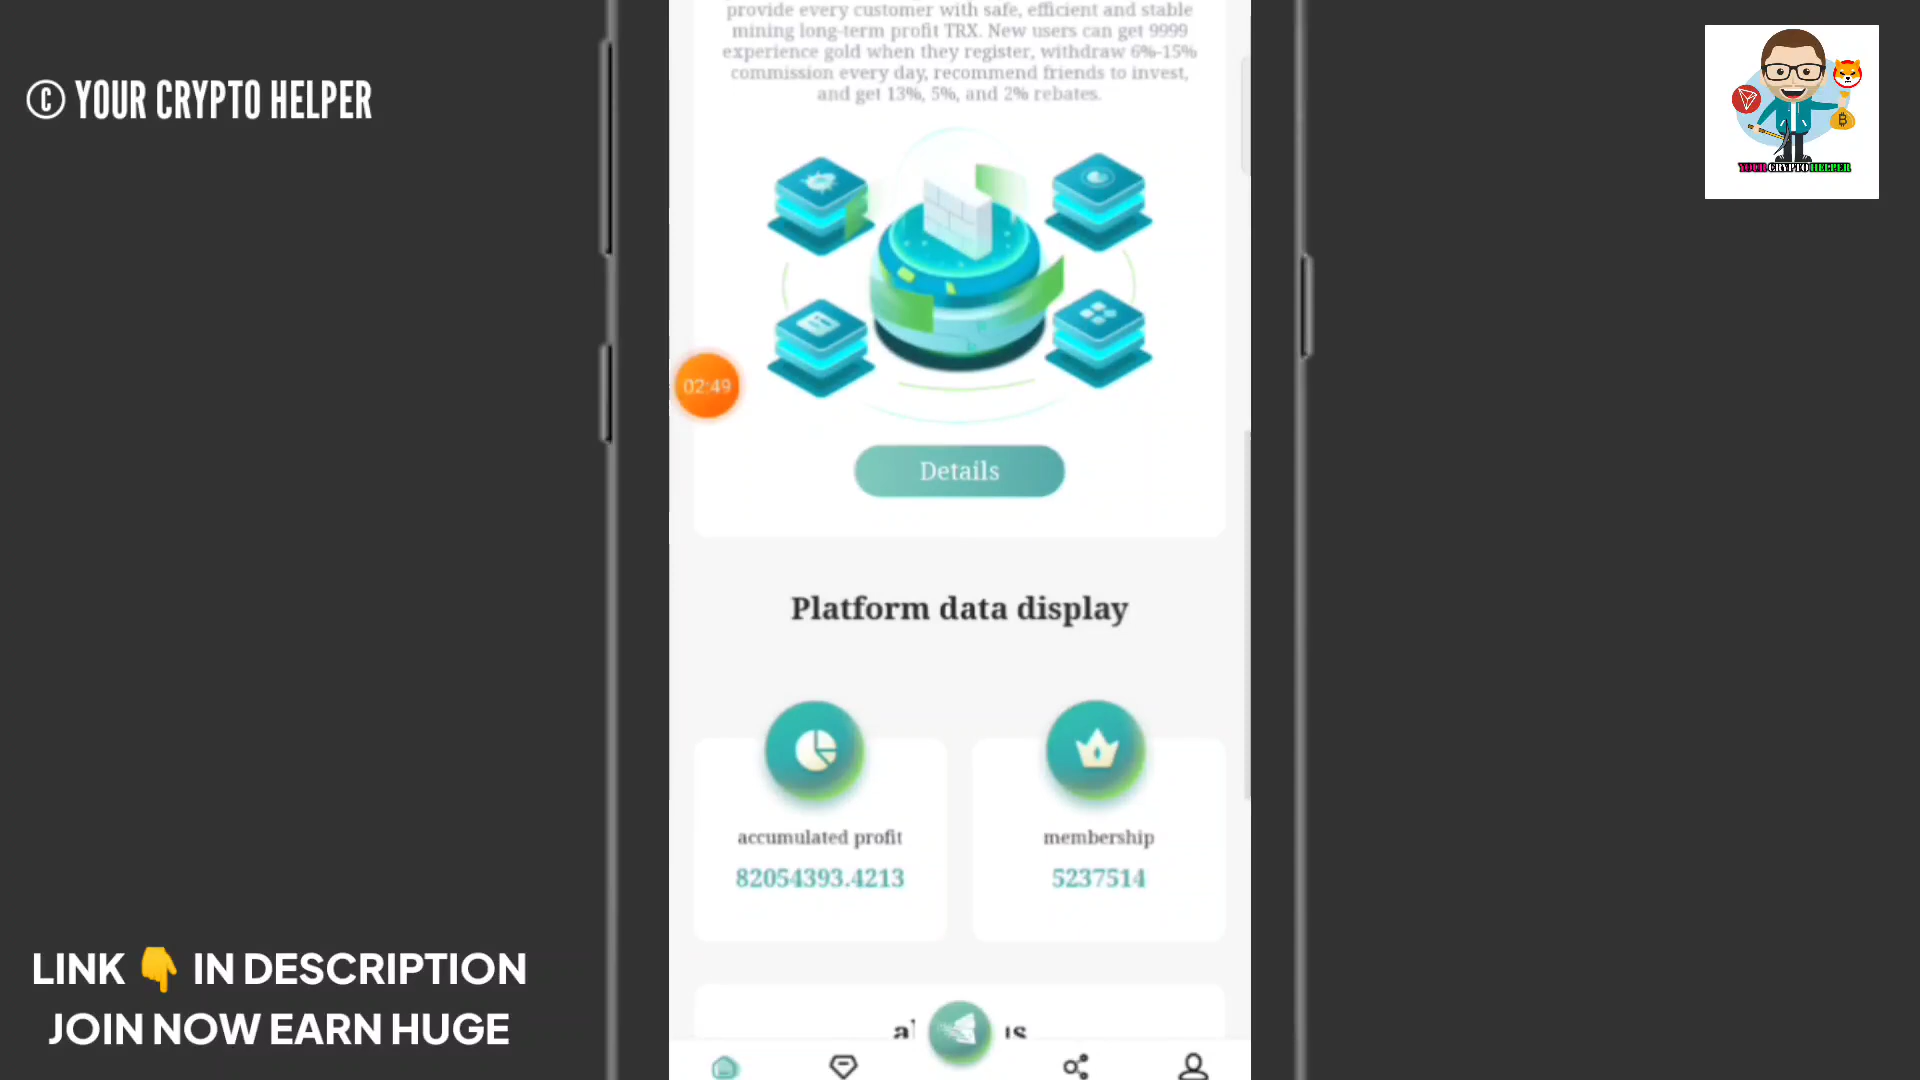 provide every customer with safe, efficient and stable
mining long-term profit TRX. New users can get 9999
experience gold when they register, withdraw 6%-15%
commission every day, recommend friends to invest,
and get 13%, 5%, and 2% rebates.
© YOUR CRYPTO HELPER
YOUR CRYPTO HELPER
02:49
Details
Platform data display
accumulated profit
82054393.4213
membership
5237514
LINK 👇 IN DESCRIPTION
JOIN NOW EARN HUGE